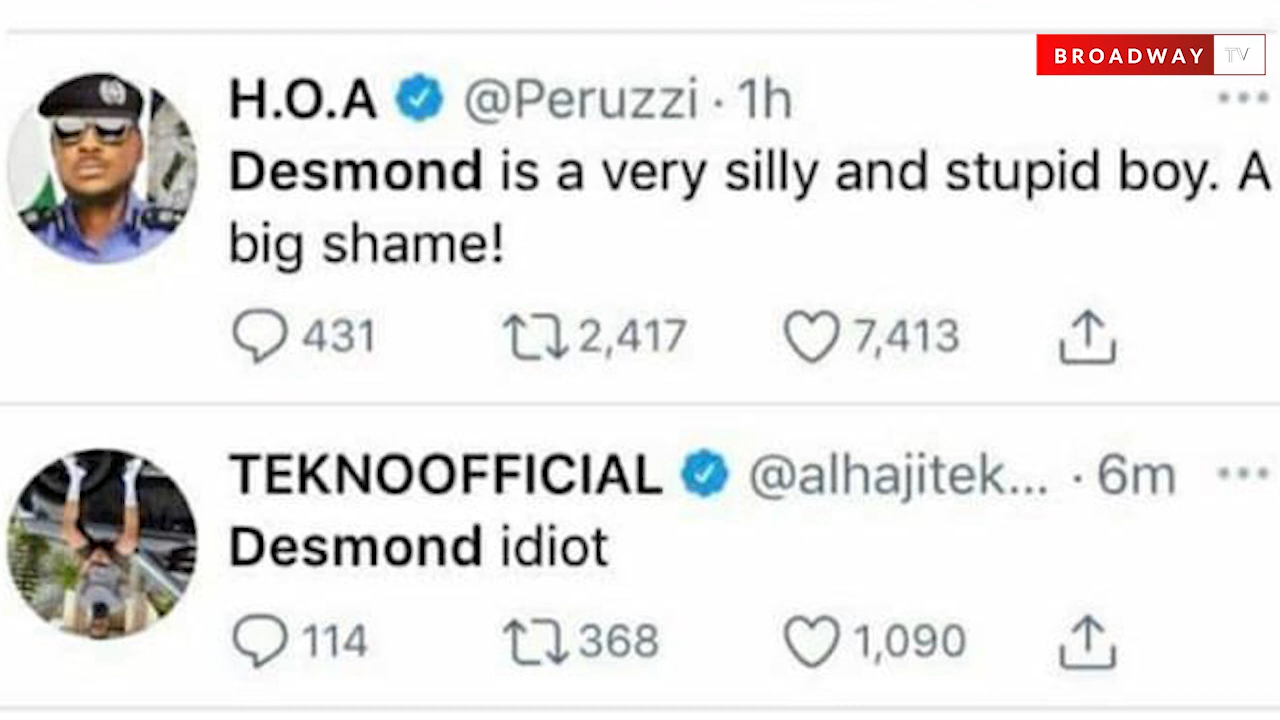 BROADWAY TV
H.O.A @Peruzzi · 1h
Desmond is a very silly and stupid boy. A
big shame!
431 2,417 7,413
TEKNOOFFICIAL @alhajitek... · 6m
Desmond idiot
114 368 1,090